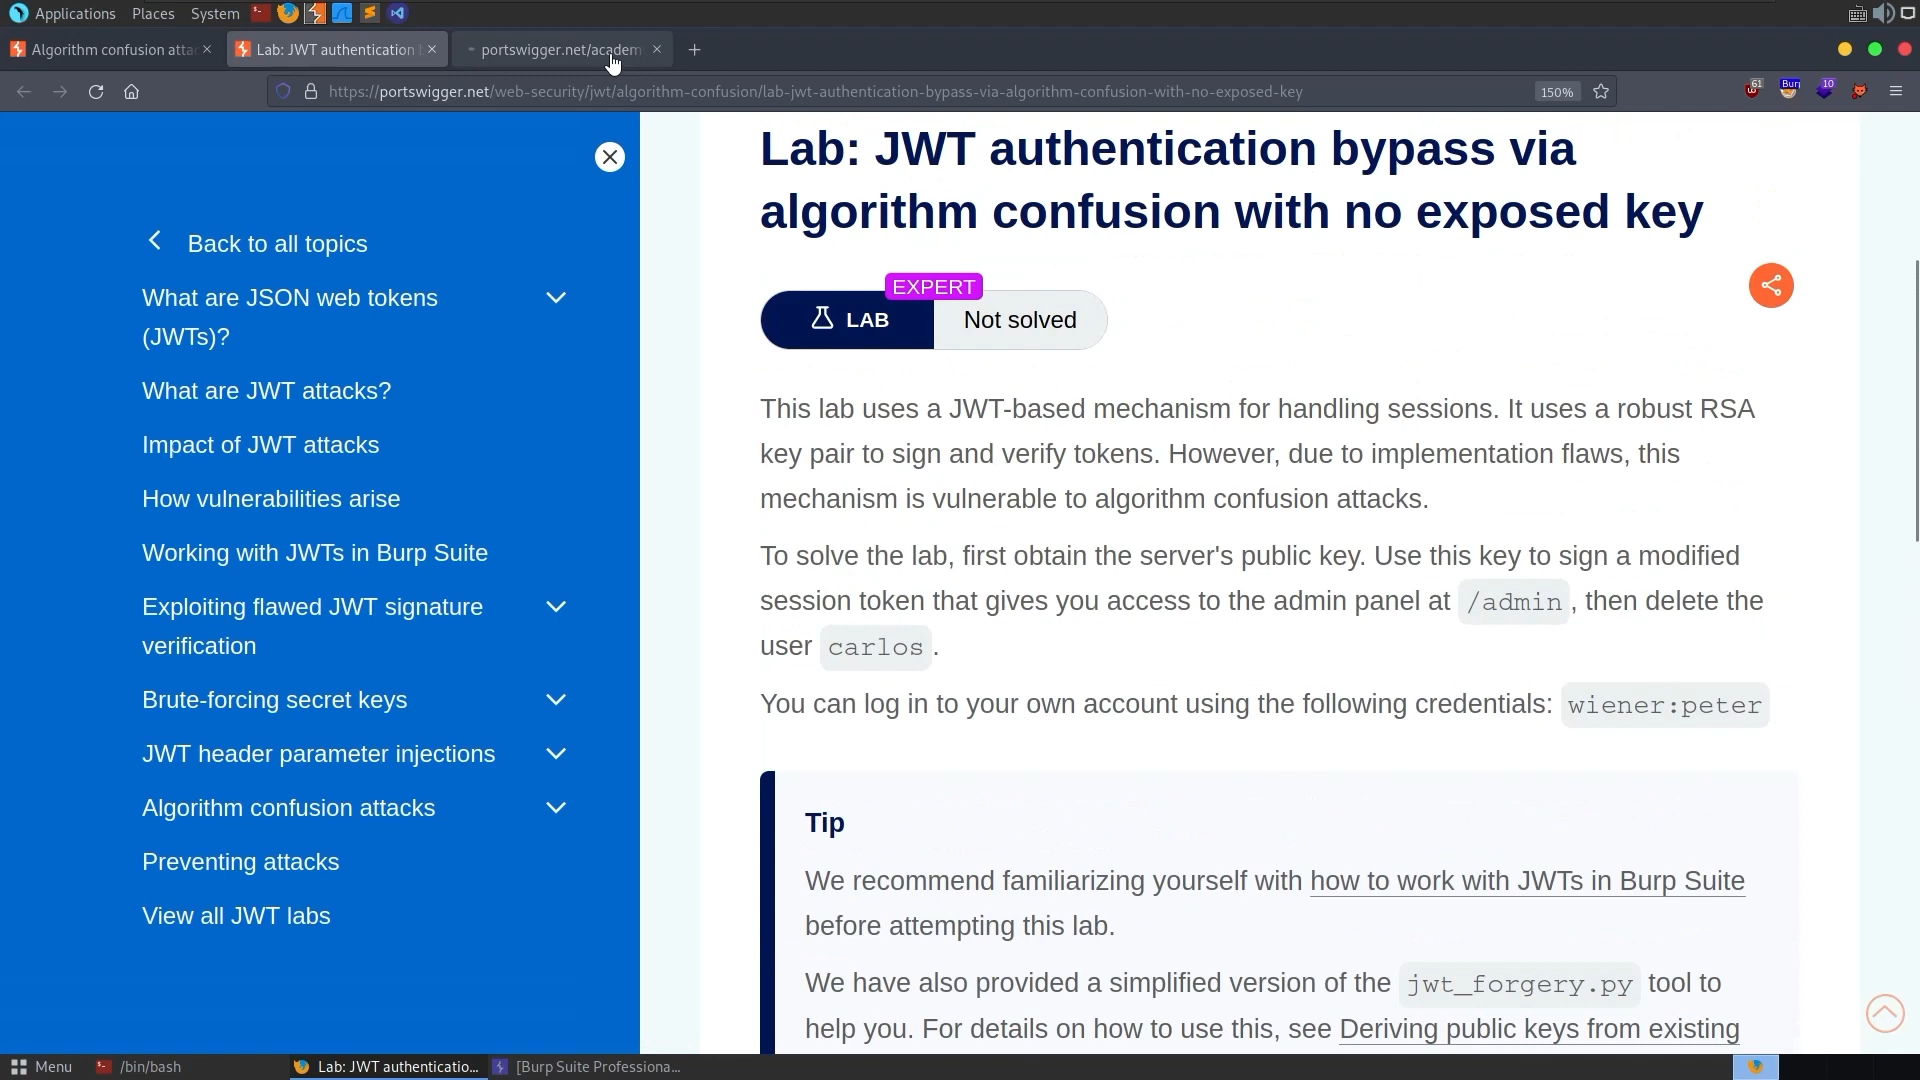 Applications Places System
Algorithm confusion atta
Lab: JWT authentication
portswigger.net/academ
https://portswigger.net/web-security/jwt/algorithm-confusion/lab-jwt-authentication-bypass-via-algorithm-confusion-with-no-exposed-key
150%
61
Burp
10
Back to all topics
What are JSON web tokens
(JWTs)?
What are JWT attacks?
Impact of JWT attacks
How vulnerabilities arise
Working with JWTs in Burp Suite
Exploiting flawed JWT signature
verification
Brute-forcing secret keys
JWT header parameter injections
Algorithm confusion attacks
Preventing attacks
View all JWT labs
Lab: JWT authentication bypass via
algorithm confusion with no exposed key
EXPERT
LAB Not solved
This lab uses a JWT-based mechanism for handling sessions. It uses a robust RSA
key pair to sign and verify tokens. However, due to implementation flaws, this
mechanism is vulnerable to algorithm confusion attacks.
To solve the lab, first obtain the server's public key. Use this key to sign a modified
session token that gives you access to the admin panel at /admin, then delete the
user carlos.
You can log in to your own account using the following credentials: wiener:peter
Tip
We recommend familiarizing yourself with how to work with JWTs in Burp Suite
before attempting this lab.
We have also provided a simplified version of the jwt_forgery.py tool to
help you. For details on how to use this, see Deriving public keys from existing
Menu
/bin/bash
Lab: JWT authenticatio...
[Burp Suite Professiona...